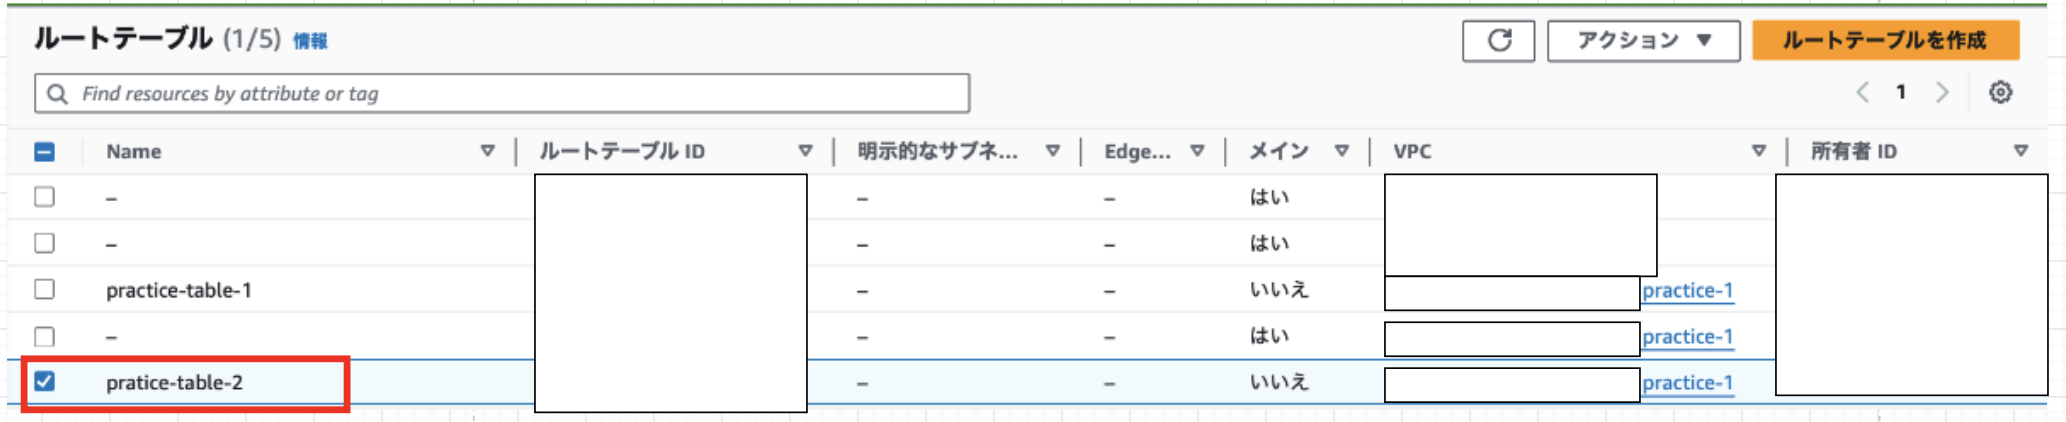 ルートテーブル (1/5) 情報 アクション ▼ ルートテーブルを作成
Find resources by attribute or tag 1
Name ルートテーブル ID 明示的なサブネ... Edge... メイン VPC 所有者 ID
– – – はい
– – – はい
practice-table-1 – – いいえ practice-1
– – – はい practice-1
pratice-table-2 – – いいえ practice-1